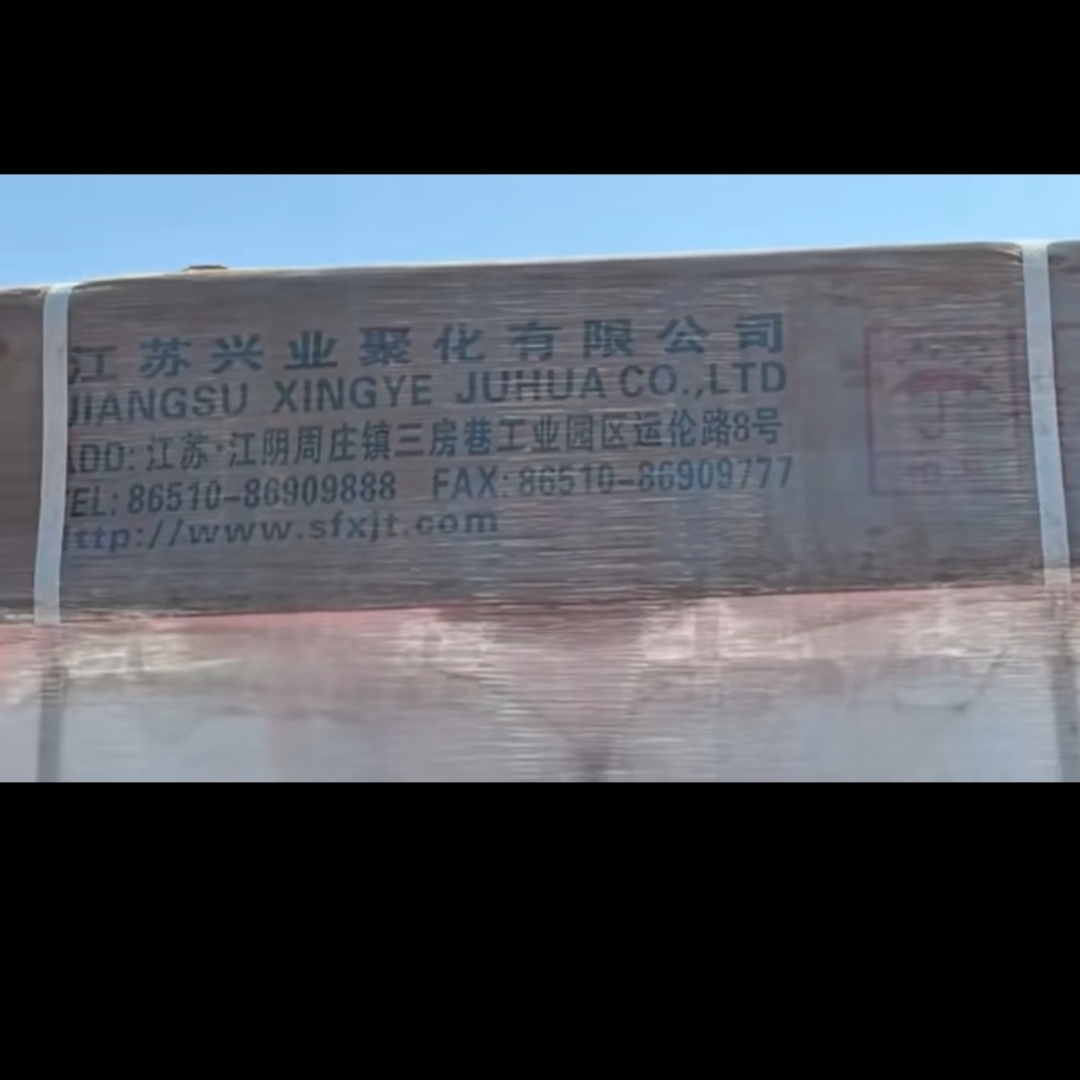 江苏兴业聚化有限公司
JIANGSU XINGYE JUHUA CO.,LTD
ADD: 江苏·江阴周庄镇三房巷工业园区运伦路8号
TEL: 86510-86909888 FAX: 86510-86909777
http://www.sfxjt.com